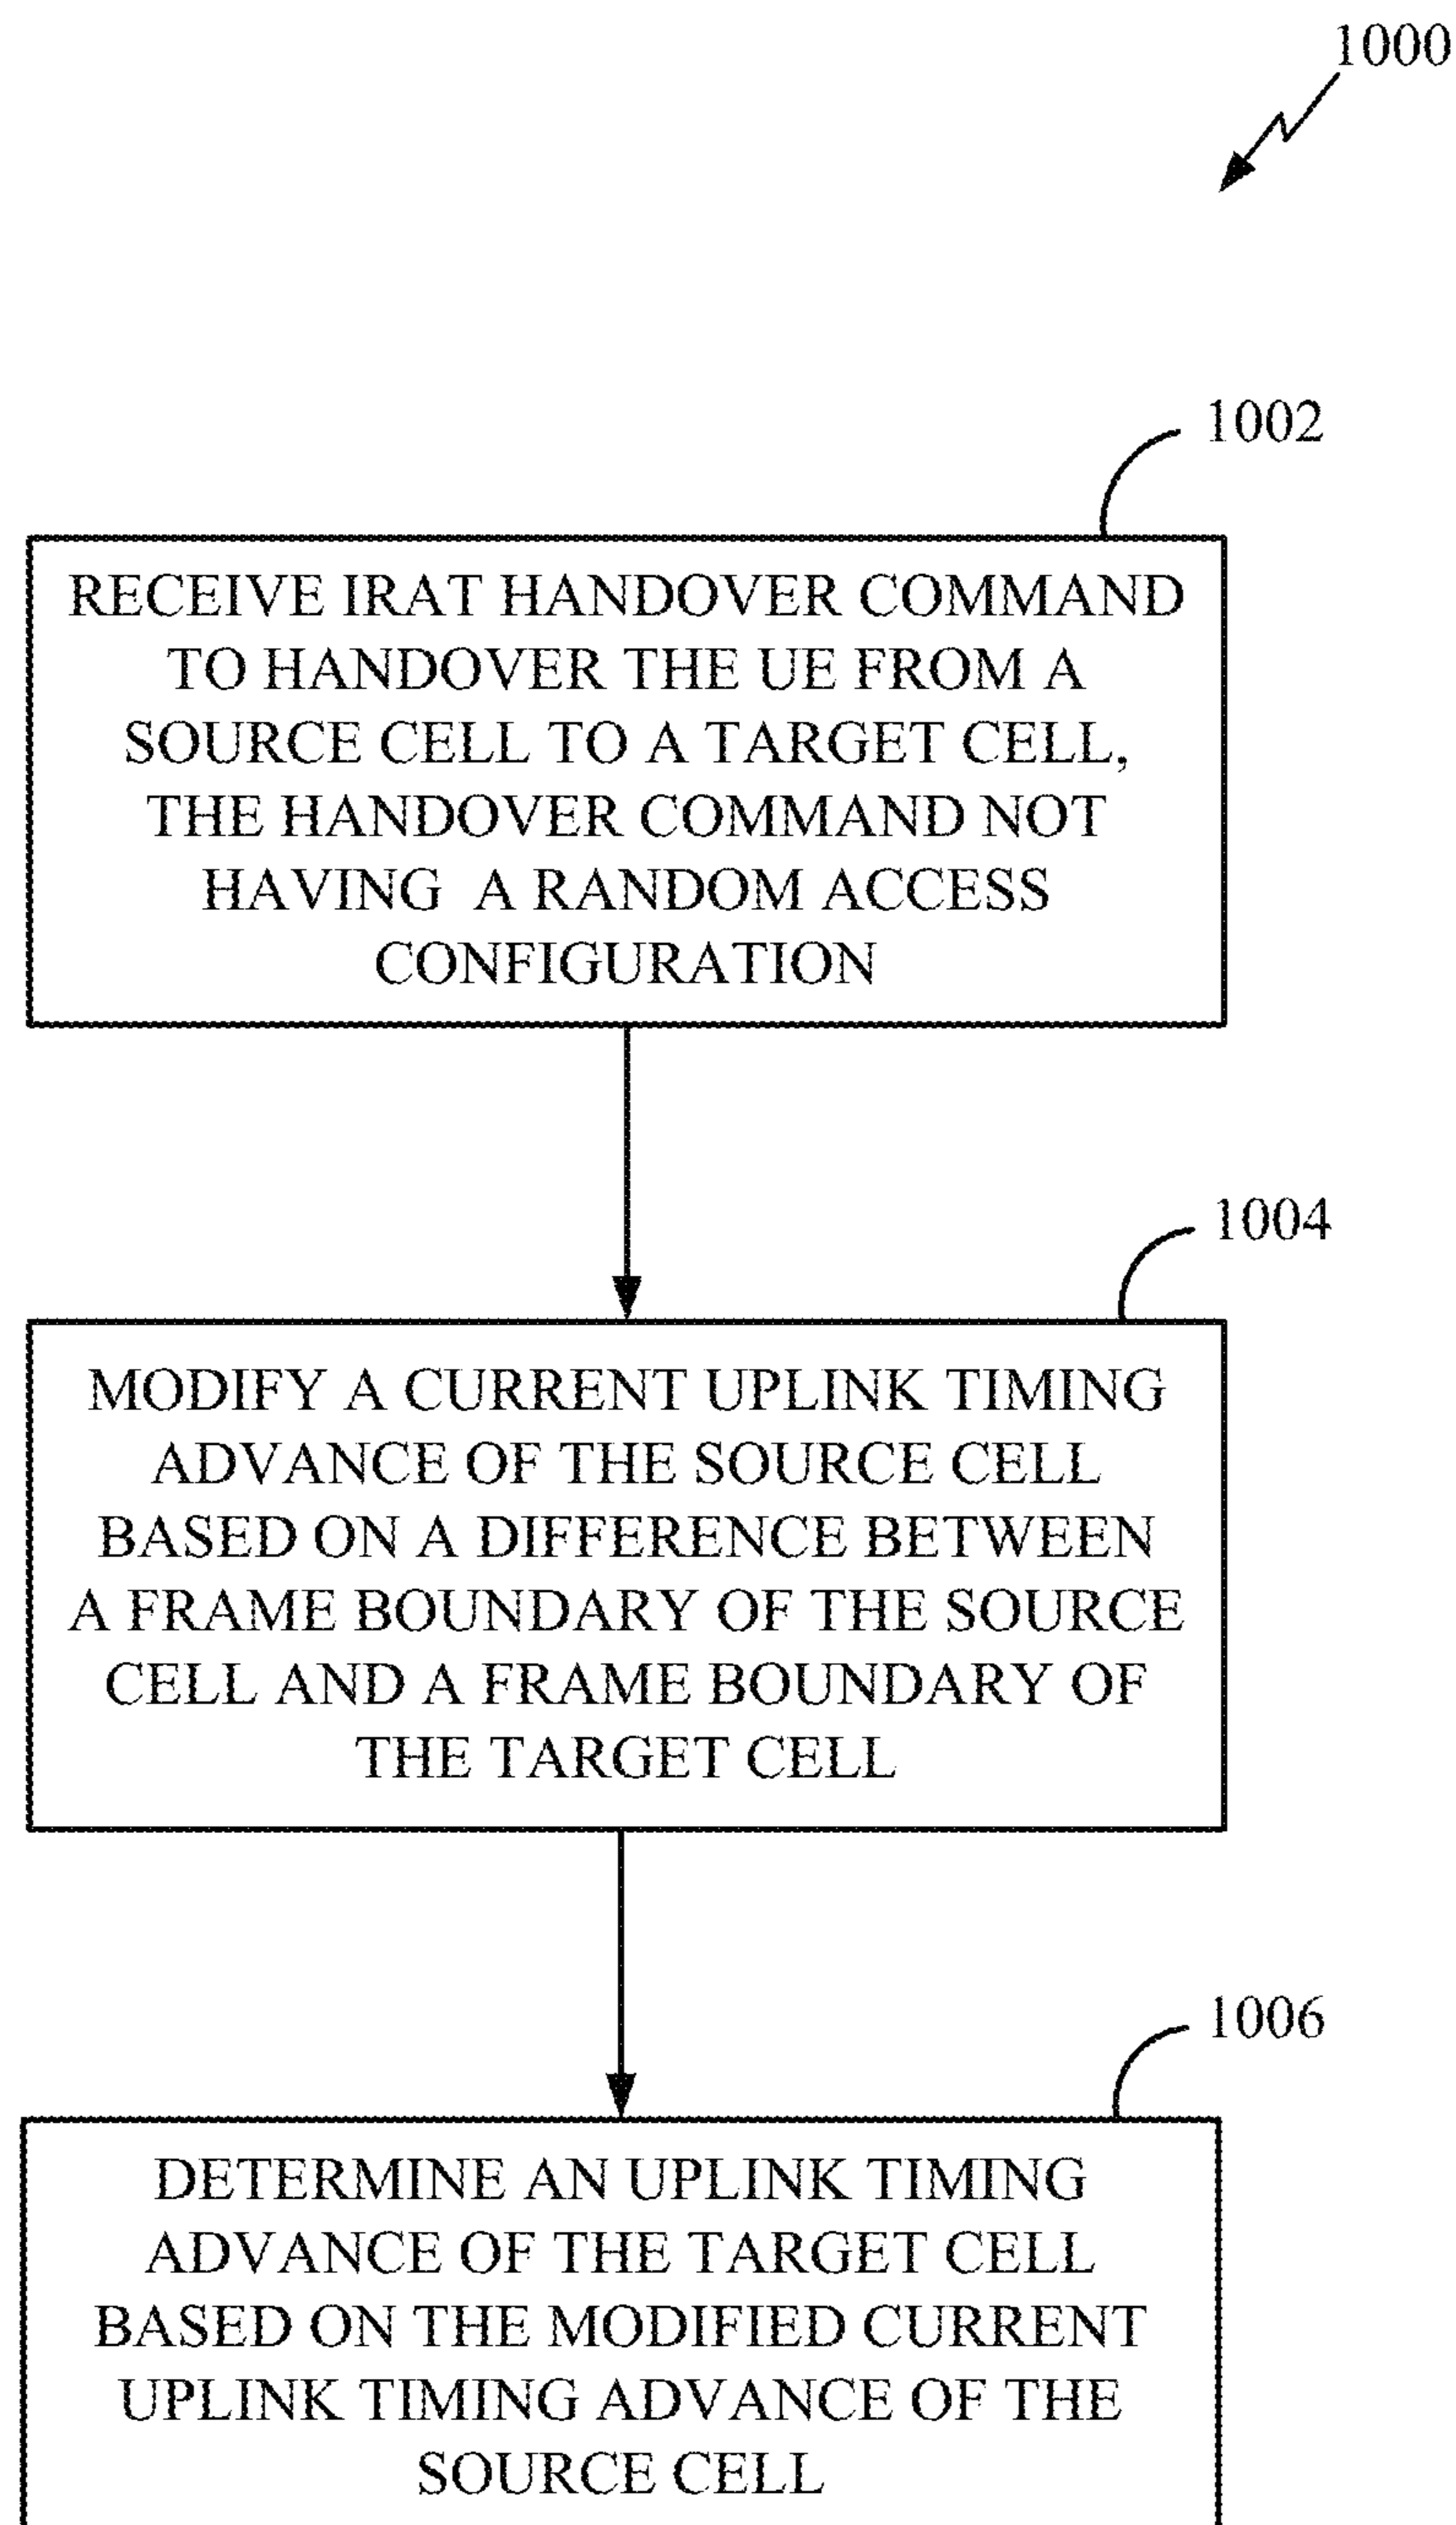 1000
1002
RECEIVE IRAT HANDOVER COMMAND
TO HANDOVER THE UE FROM A
SOURCE CELL TO A TARGET CELL,
THE HANDOVER COMMAND NOT
HAVING A RANDOM ACCESS
CONFIGURATION
1004
MODIFY A CURRENT UPLINK TIMING
ADVANCE OF THE SOURCE CELL
BASED ON A DIFFERENCE BETWEEN
A FRAME BOUNDARY OF THE SOURCE
CELL AND A FRAME BOUNDARY OF
THE TARGET CELL
1006
DETERMINE AN UPLINK TIMING
ADVANCE OF THE TARGET CELL
BASED ON THE MODIFIED CURRENT
UPLINK TIMING ADVANCE OF THE
SOURCE CELL